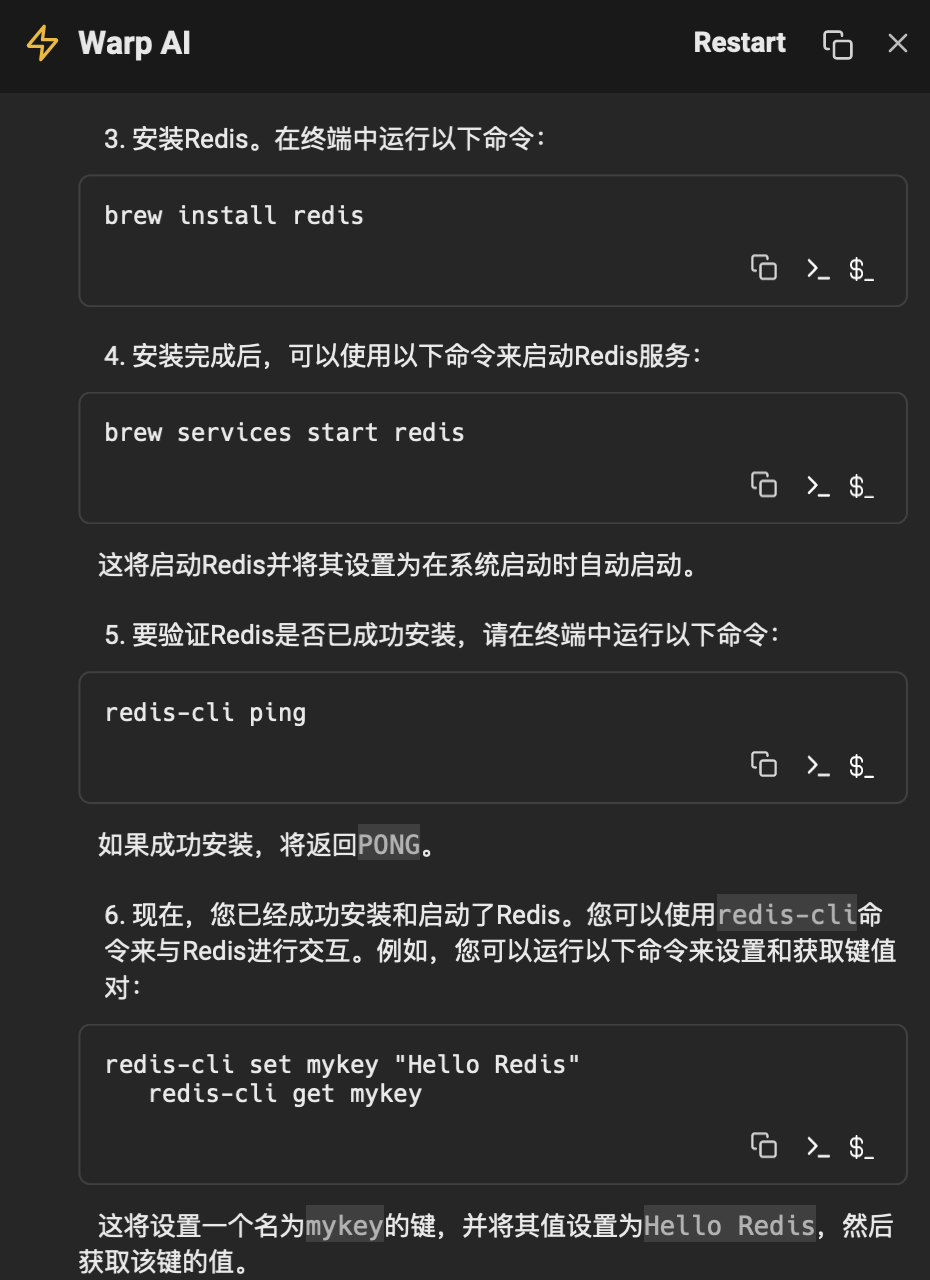 Warp AI
Restart
3. 安装Redis。在终端中运行以下命令：
brew install redis
$_
4. 安装完成后，可以使用以下命令来启动Redis服务：
brew services start redis
$_
这将启动Redis并将其设置为在系统启动时自动启动。
5. 要验证Redis是否已成功安装，请在终端中运行以下命令：
redis-cli ping
$_
如果成功安装，将返回PONG。
6. 现在，您已经成功安装和启动了Redis。您可以使用redis-cli命
令来与Redis进行交互。例如，您可以运行以下命令来设置和获取键值
对：
redis-cli set mykey "Hello Redis"
redis-cli get mykey
$_
这将设置一个名为mykey的键，并将其值设置为Hello Redis，然后
获取该键的值。